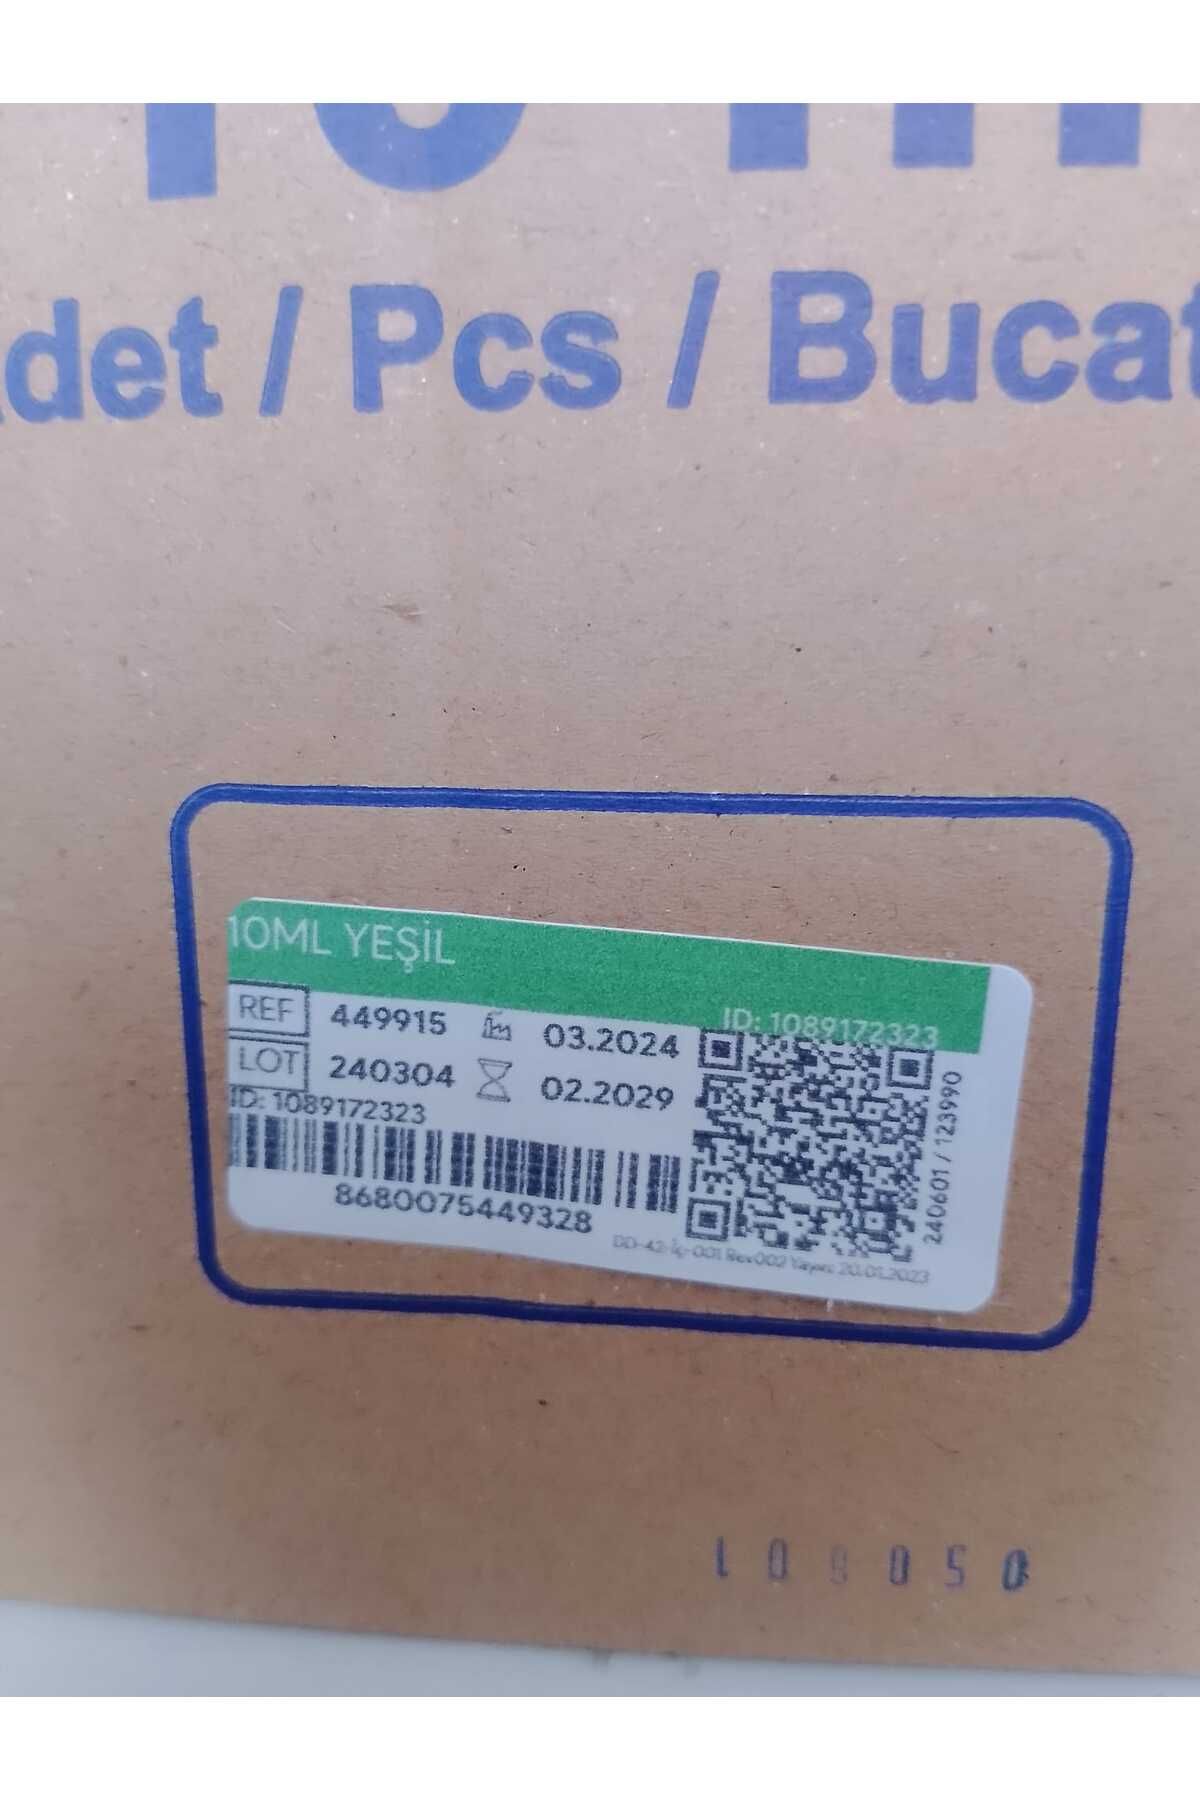 10 m
Adet / Pcs / Bucat
10ML YEŞİL
ID: 1089172323
REF 449915 03.2024
LOT 240304 02.2029
ID: 1089172323
8680075449328
240601 / 123990
DD-42-İç-001 Rev002 Yayın: 20.01.2023